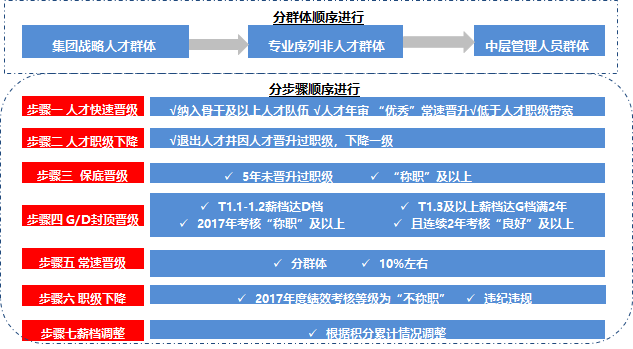 分群体顺序进行
集团战略人才群体
专业序列非人才群体
中层管理人员群体
分步骤顺序进行
步骤一 人才快速晋级
√纳入骨干及以上人才队伍 √人才年审 “优秀” 常速晋升√低于人才职级带宽
步骤二 人才职级下降
√退出人才并因人才晋升过职级，下降一级
步骤三 保底晋级
✓ 5年未晋升过职级 ✓ “称职”及以上
步骤四 G/D封顶晋级
✓ T1.1-1.2薪档达D档 ✓ T1.3及以上薪档达G档满2年
✓ 2017年考核“称职”及以上 ✓ 且连续2年考核“良好”及以上
步骤五 常速晋级
✓ 分群体 ✓ 10%左右
步骤六 职级下降
✓ 2017年度绩效考核等级为“不称职” ✓ 违纪违规
步骤七薪档调整
✓ 根据积分累计情况调整